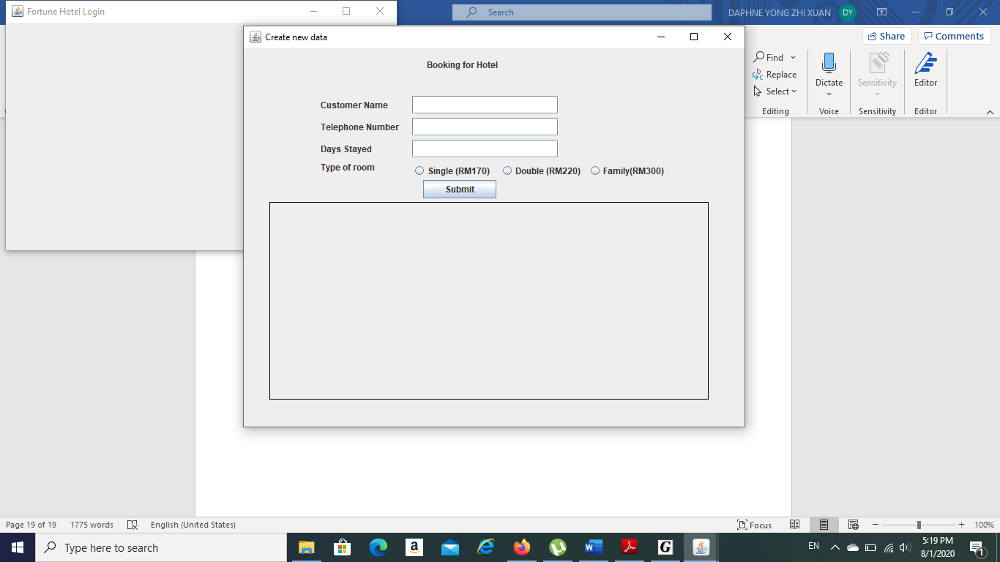 Fortune Hotel Login
Search
DAPHNE YONG ZHI XUAN
DY
Create new data
Share
Comments
Booking for Hotel
Find
Replace
Select
Dictate
Sensitivity
Editor
Editing
Voice
Sensitivity
Editor
Customer Name
Telephone Number
Days Stayed
Type of room
Single (RM170)
Double (RM220)
Family(RM300)
Submit
Page 19 of 19
1775 words
English (United States)
Focus
100%
Type here to search
EN
5:19 PM
8/1/2020
1